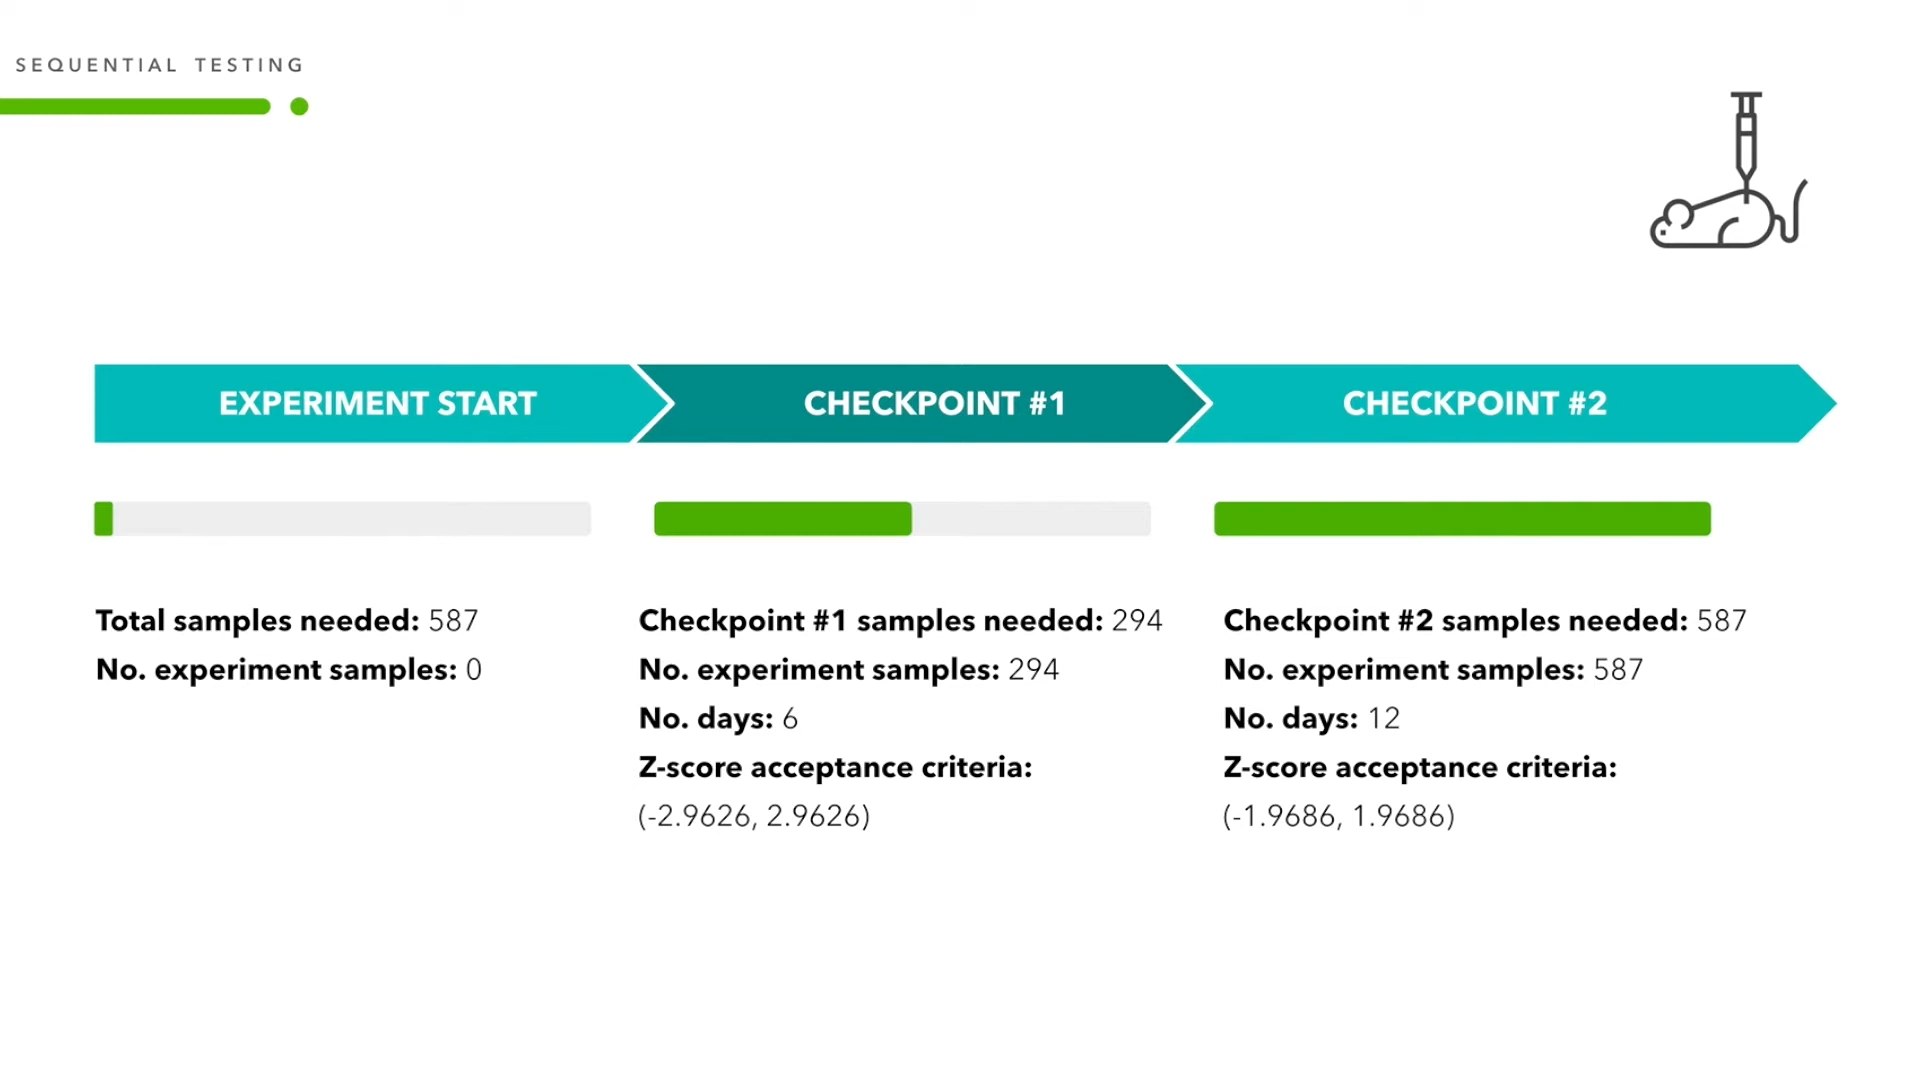 SEQUENTIAL TESTING
EXPERIMENT START
CHECKPOINT #1
CHECKPOINT #2
Total samples needed: 587
No. experiment samples: 0
Checkpoint #1 samples needed: 294
No. experiment samples: 294
No. days: 6
Z-score acceptance criteria:
(-2.9626, 2.9626)
Checkpoint #2 samples needed: 587
No. experiment samples: 587
No. days: 12
Z-score acceptance criteria:
(-1.9686, 1.9686)